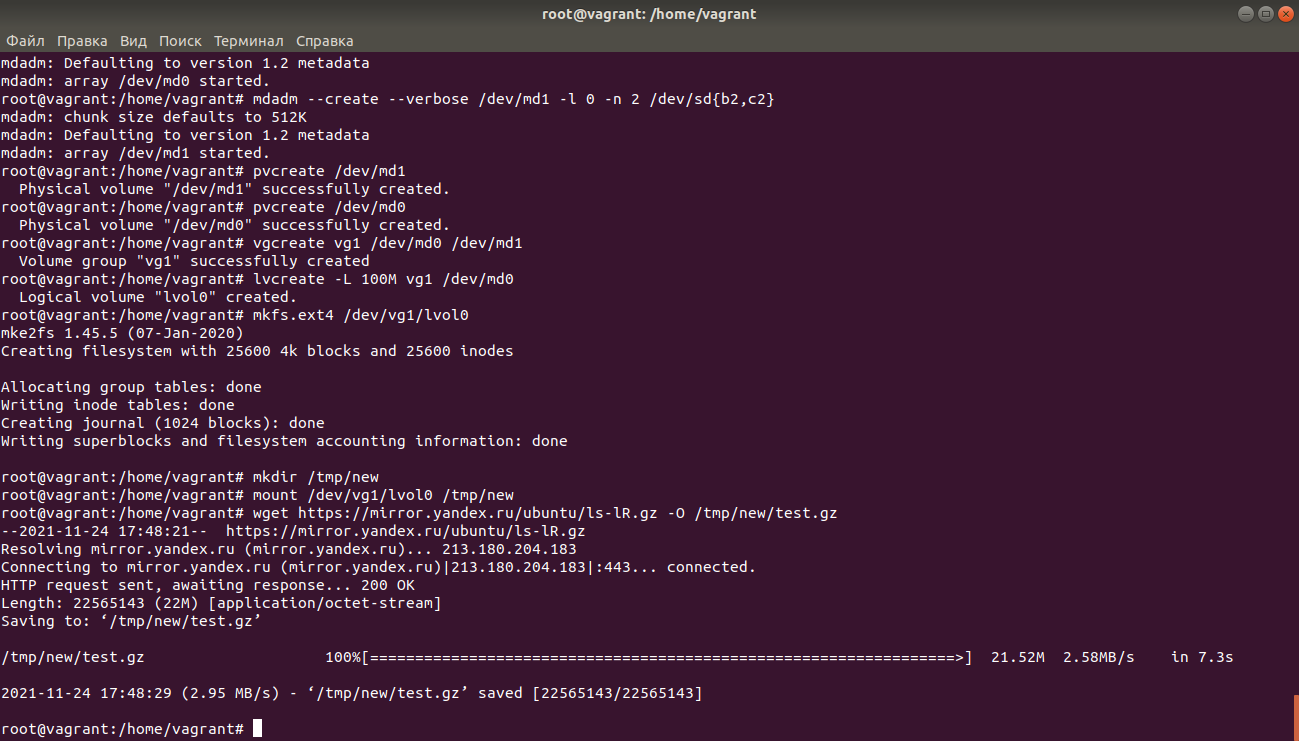 root@vagrant: /home/vagrant
Файл Правка Вид Поиск Терминал Справка
mdadm: Defaulting to version 1.2 metadata
mdadm: array /dev/md0 started.
root@vagrant:/home/vagrant# mdadm --create --verbose /dev/md1 -l 0 -n 2 /dev/sd{b2,c2}
mdadm: chunk size defaults to 512K
mdadm: Defaulting to version 1.2 metadata
mdadm: array /dev/md1 started.
root@vagrant:/home/vagrant# pvcreate /dev/md1
  Physical volume "/dev/md1" successfully created.
root@vagrant:/home/vagrant# pvcreate /dev/md0
  Physical volume "/dev/md0" successfully created.
root@vagrant:/home/vagrant# vgcreate vg1 /dev/md0 /dev/md1
  Volume group "vg1" successfully created
root@vagrant:/home/vagrant# lvcreate -L 100M vg1 /dev/md0
  Logical volume "lvol0" created.
root@vagrant:/home/vagrant# mkfs.ext4 /dev/vg1/lvol0
mke2fs 1.45.5 (07-Jan-2020)
Creating filesystem with 25600 4k blocks and 25600 inodes

Allocating group tables: done
Writing inode tables: done
Creating journal (1024 blocks): done
Writing superblocks and filesystem accounting information: done

root@vagrant:/home/vagrant# mkdir /tmp/new
root@vagrant:/home/vagrant# mount /dev/vg1/lvol0 /tmp/new
root@vagrant:/home/vagrant# wget https://mirror.yandex.ru/ubuntu/ls-lR.gz -O /tmp/new/test.gz
--2021-11-24 17:48:21--  https://mirror.yandex.ru/ubuntu/ls-lR.gz
Resolving mirror.yandex.ru (mirror.yandex.ru)... 213.180.204.183
Connecting to mirror.yandex.ru (mirror.yandex.ru)|213.180.204.183|:443... connected.
HTTP request sent, awaiting response... 200 OK
Length: 22565143 (22M) [application/octet-stream]
Saving to: ‘/tmp/new/test.gz’

/tmp/new/test.gz                    100%[=================================================================>]  21.52M  2.58MB/s    in 7.3s

2021-11-24 17:48:29 (2.95 MB/s) - ‘/tmp/new/test.gz’ saved [22565143/22565143]

root@vagrant:/home/vagrant#